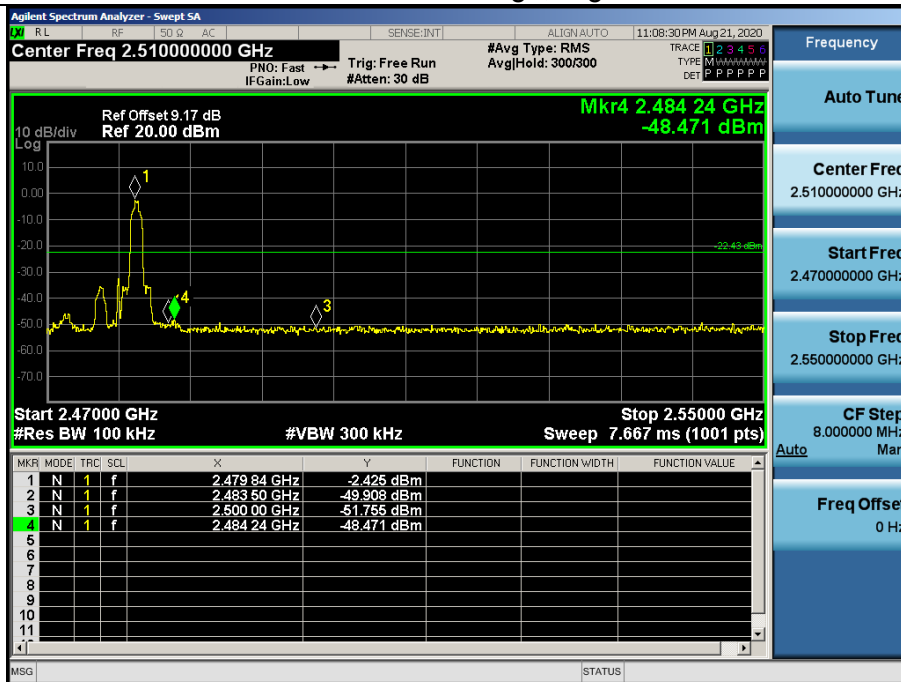 Agilent Spectrum Analyzer - Swept SA
LXI RL RF 50 Ω AC SENSE:INT ALIGN AUTO 11:08:30 PM Aug 21, 2020
Center Freq 2.510000000 GHz #Avg Type: RMS TRACE 1 2 3 4 5 6
PNO: Fast Trig: Free Run Avg|Hold: 300/300 TYPE M WWWWW
IFGain:Low #Atten: 30 dB DET P P P P P P
Mkr4 2.484 24 GHz
-48.471 dBm
Ref Offset 9.17 dB
10 dB/div Ref 20.00 dBm
Log
10.0
0.00
-10.0
-20.0
-30.0
-40.0
-50.0
-60.0
-70.0
1
4
3
-22.43 dBm
Start 2.47000 GHz Stop 2.55000 GHz
#Res BW 100 kHz #VBW 300 kHz Sweep 7.667 ms (1001 pts)
MKR MODE TRC SCL X Y FUNCTION FUNCTION WIDTH FUNCTION VALUE
1 N 1 f 2.479 84 GHz -2.425 dBm
2 N 1 f 2.483 50 GHz -49.908 dBm
3 N 1 f 2.500 00 GHz -51.755 dBm
4 N 1 f 2.484 24 GHz -48.471 dBm
5
6
7
8
9
10
11
MSG STATUS
Frequency
Auto Tune
Center Freq
2.510000000 GHz
Start Freq
2.470000000 GHz
Stop Freq
2.550000000 GHz
CF Step
8.000000 MHz
Auto Man
Freq Offset
0 Hz